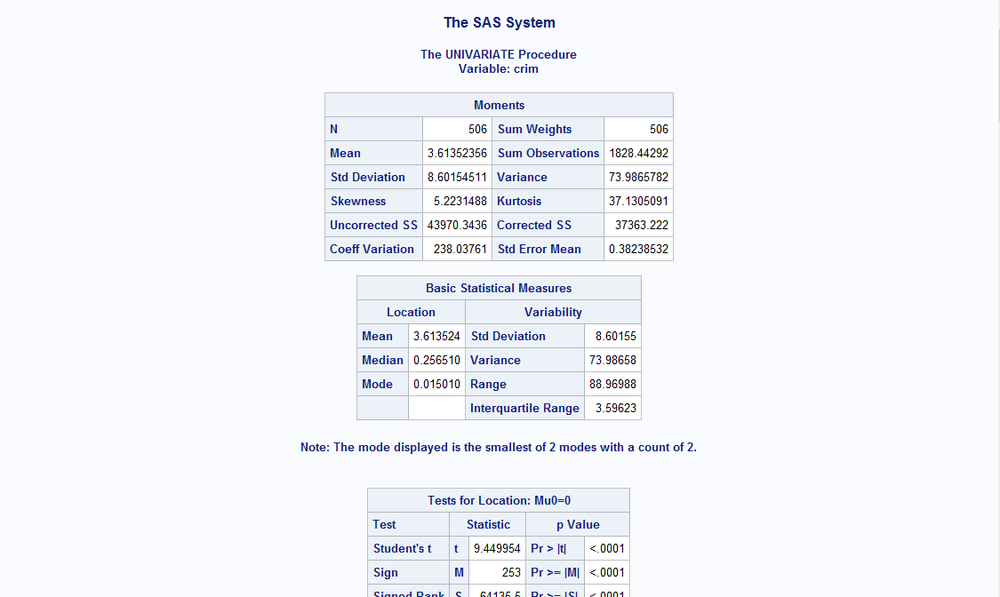 The SAS System
The UNIVARIATE Procedure
Variable: crim
Moments
N 506 Sum Weights 506
Mean 3.61352356 Sum Observations 1828.44292
Std Deviation 8.60154511 Variance 73.9865782
Skewness 5.2231488 Kurtosis 37.1305091
Uncorrected SS 43970.3436 Corrected SS 37363.222
Coeff Variation 238.03761 Std Error Mean 0.38238532
Basic Statistical Measures
Location Variability
Mean 3.613524 Std Deviation 8.60155
Median 0.256510 Variance 73.98658
Mode 0.015010 Range 88.96988
Interquartile Range 3.59623
Note: The mode displayed is the smallest of 2 modes with a count of 2.
Tests for Location: Mu0=0
Test Statistic p Value
Student's t t 9.449954 Pr > |t| <.0001
Sign M 253 Pr >= |M| <.0001
Signed Rank S 64135.5 Pr >= |S| <.0001